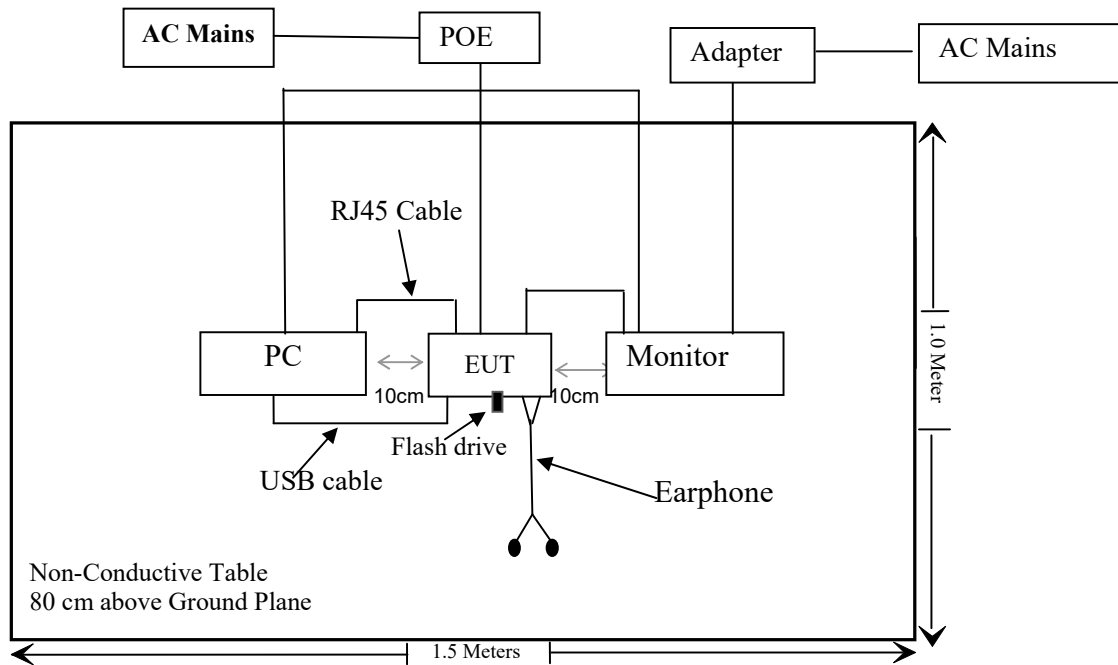 AC Mains
POE
Adapter
AC Mains
RJ45 Cable
PC
EUT
Monitor
10cm
10cm
Flash drive
USB cable
Earphone
1.0 Meter
Non-Conductive Table
80 cm above Ground Plane
1.5 Meters